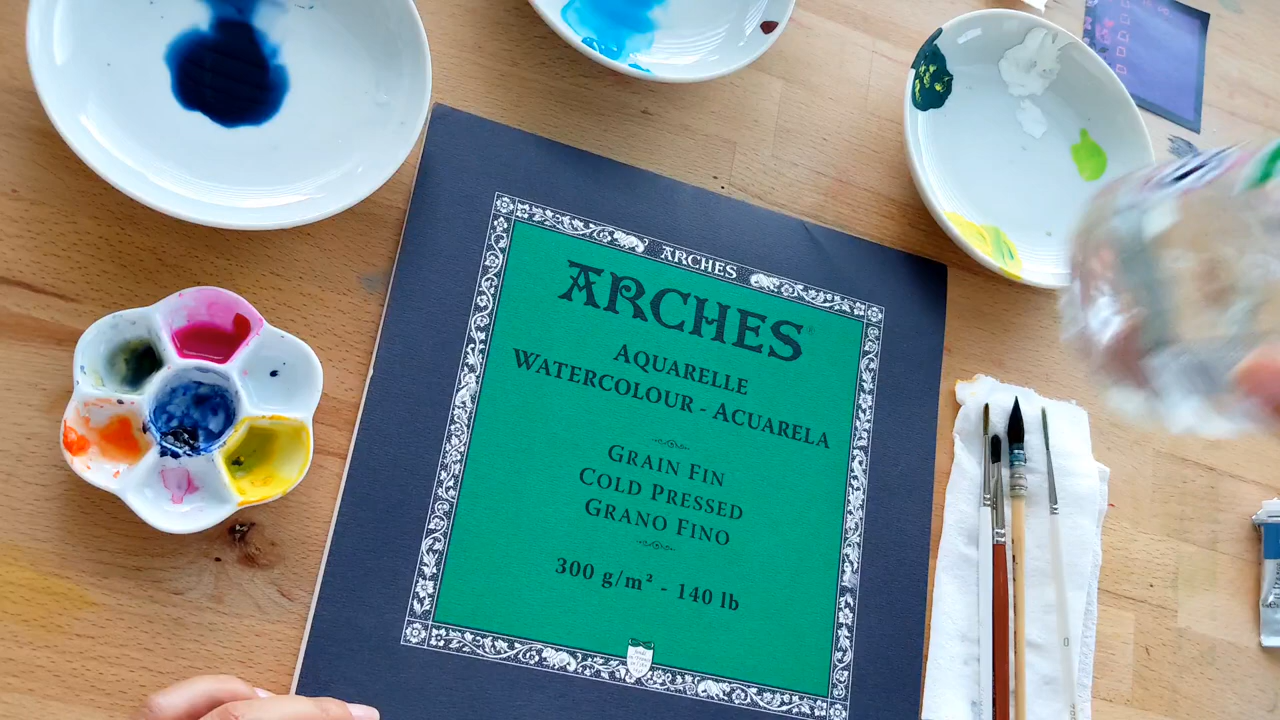 ARCHES
ARCHES®
AQUARELLE
WATERCOLOUR - ACUARELA
GRAIN FIN
COLD PRESSED
GRANO FINO
300 g/m² - 140 lb